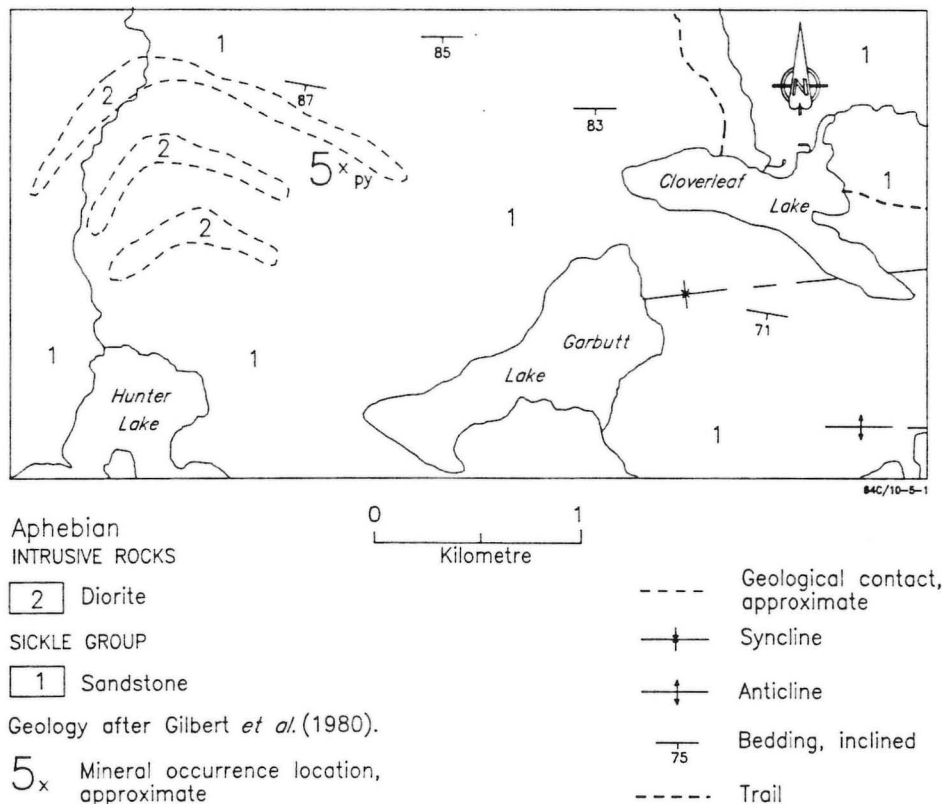 85
1
1
2
87
83
N
5x py
2
Cloverleaf
Lake
1
1
2
71
Garbutt
Lake
1
1
Hunter
Lake
1
64C/10-5-1
Aphebian
INTRUSIVE ROCKS
2 Diorite
SICKLE GROUP
1 Sandstone
Geology after Gilbert et al. (1980).
5x Mineral occurrence location,
approximate
0 1
Kilometre
Geological contact,
approximate
Syncline
Anticline
75 Bedding, inclined
Trail